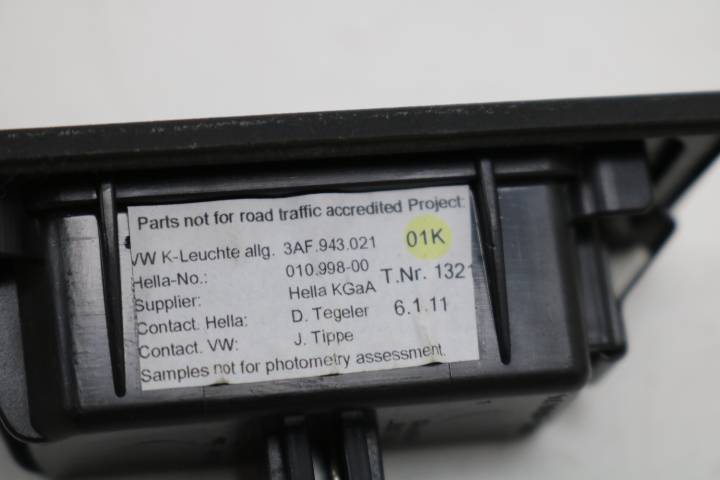 Parts not for road traffic accredited Project:
VW K-Leuchte allg. 3AF.943.021 01K
Hella-No.: 010.998-00 T.Nr. 1321
Supplier: Hella KGaA 6.1.11
Contact. Hella: D. Tegeler
Contact. VW: J. Tippe
Samples not for photometry assessment.